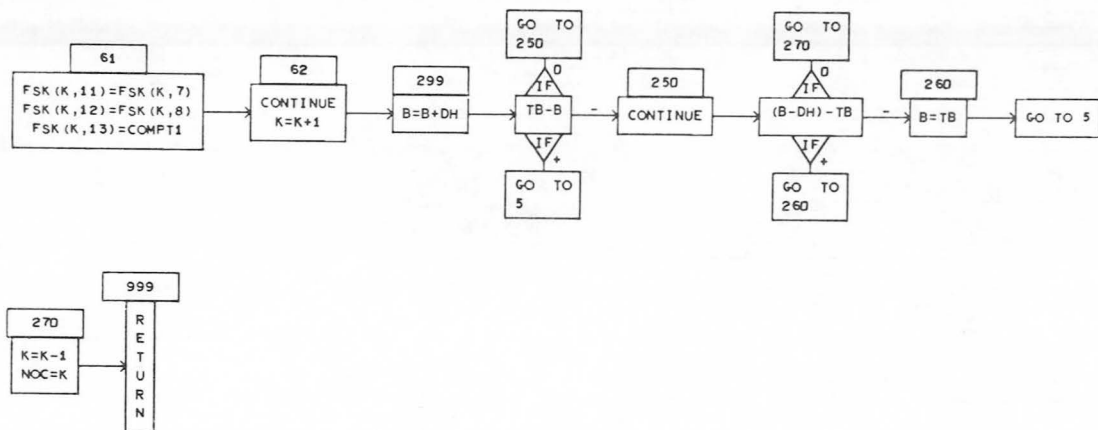 61
FSK(K,11)=FSK(K,7)
FSK(K,12)=FSK(K,8)
FSK(K,13)=COMPT1
62
CONTINUE
K=K+1
299
B=B+DH
GO TO
250
0
IF
TB-B
-
IF
+
GO TO
5
250
CONTINUE
GO TO
270
0
IF
(B-DH)-TB
-
IF
+
GO TO
260
260
B=TB
GO TO 5
270
K=K-1
NOC=K
999
RETURN